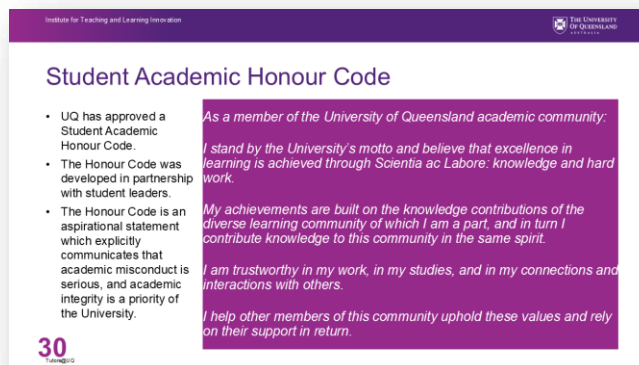 Institute for Teaching and Learning Innovation
THE UNIVERSITY
OF QUEENSLAND
AUSTRALIA
Student Academic Honour Code
• UQ has approved a
Student Academic
Honour Code.
• The Honour Code was
developed in partnership
with student leaders.
• The Honour Code is an
aspirational statement
which explicitly
communicates that
academic misconduct is
serious, and academic
integrity is a priority of
the University.
As a member of the University of Queensland academic community:
I stand by the University's motto and believe that excellence in
learning is achieved through Scientia ac Labore: knowledge and hard
work.
My achievements are built on the knowledge contributions of the
diverse learning community of which I am a part, and in turn I
contribute knowledge to this community in the same spirit.
I am trustworthy in my work, in my studies, and in my connections and
interactions with others.
I help other members of this community uphold these values and rely
on their support in return.
30
Tutors@UQ